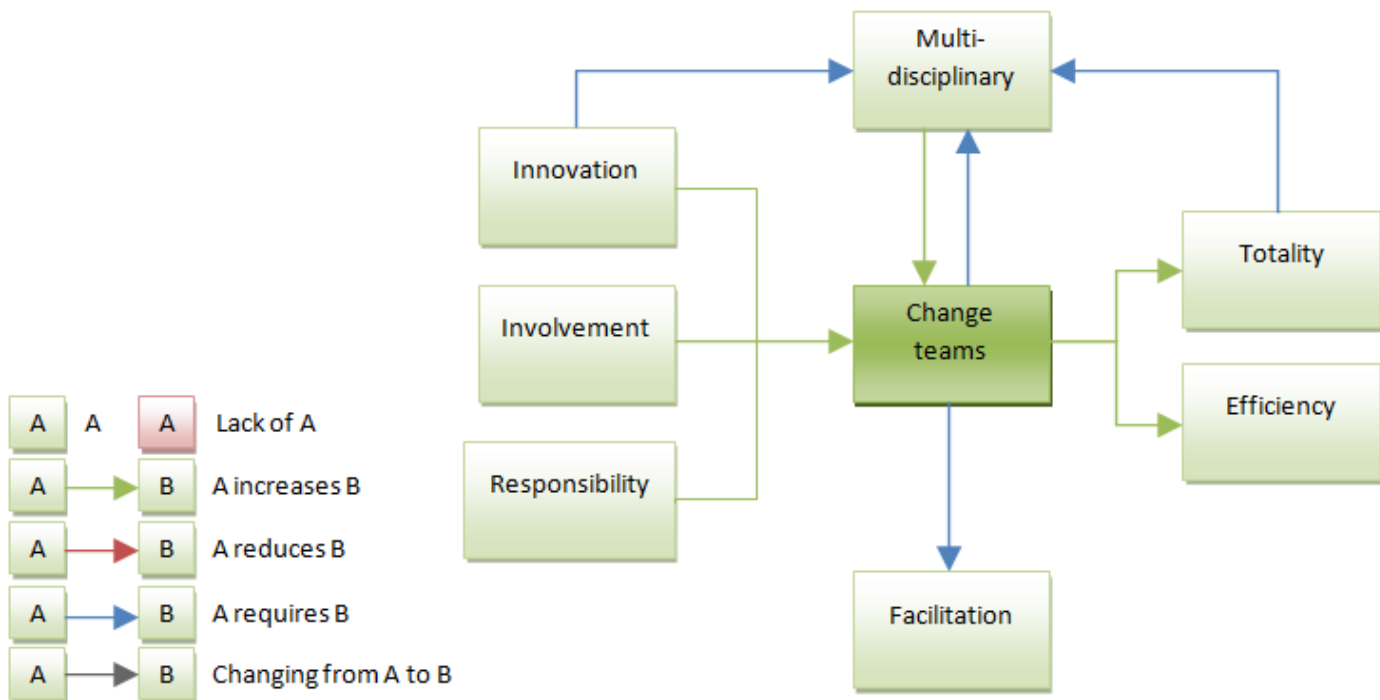 Multi-
disciplinary
Innovation
Totality
Involvement
Change
teams
Efficiency
Responsibility
Facilitation
A A A Lack of A
A B A increases B
A B A reduces B
A B A requires B
A B Changing from A to B